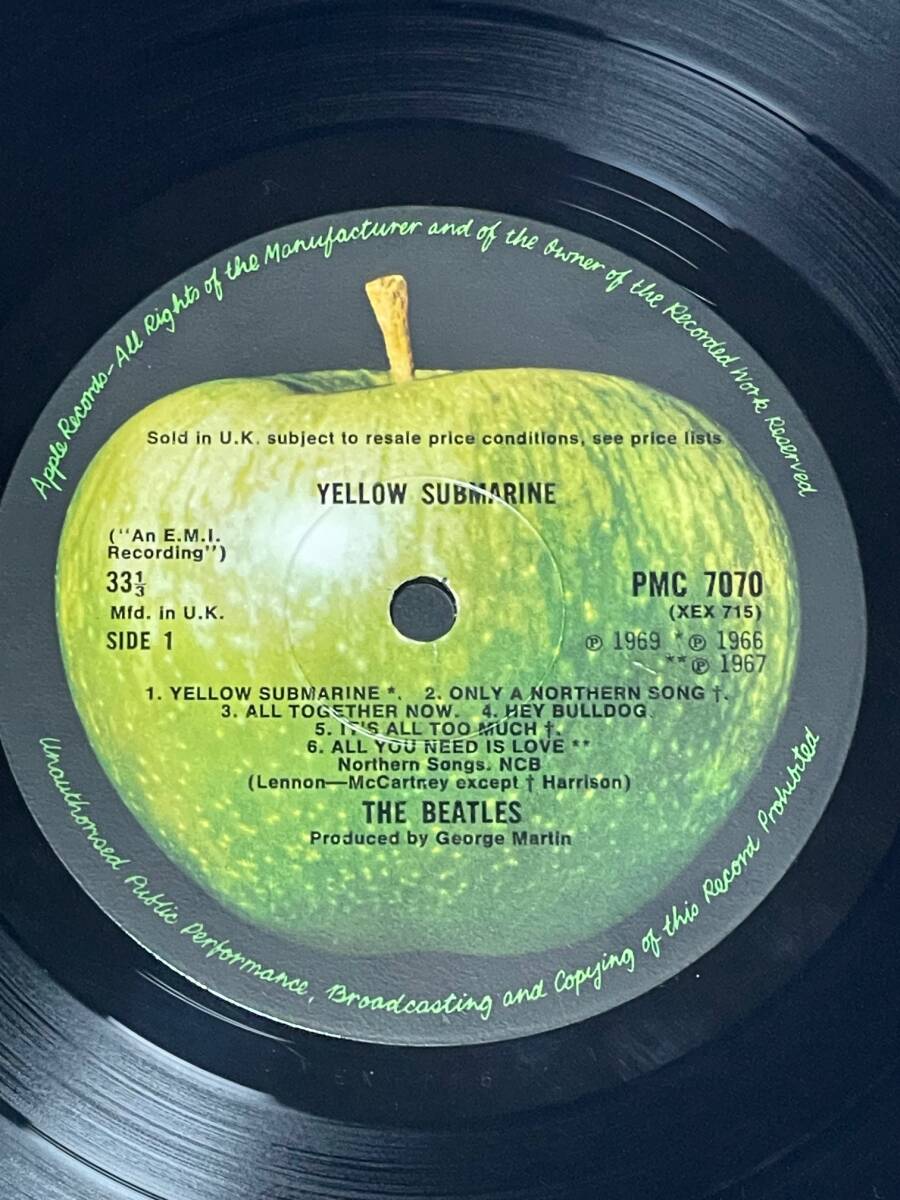 Apple Records-All Rights of the Manufacturer and of the Owner of the Recorded Work Reserved
Sold in U.K. subject to resale price conditions, see price lists
YELLOW SUBMARINE
("An E.M.I.
Recording")
33⅓
Mfd. in U.K.
SIDE 1
PMC 7070
(XEX 715)
℗ 1969 *℗ 1966
**℗ 1967
1. YELLOW SUBMARINE *. 2. ONLY A NORTHERN SONG †.
3. ALL TOGETHER NOW. 4. HEY BULLDOG.
5. IT'S ALL TOO MUCH †.
6. ALL YOU NEED IS LOVE **
Northern Songs. NCB
(Lennon—McCartney except † Harrison)
THE BEATLES
Produced by George Martin
Unauthorised Public Performance, Broadcasting and Copying of this Record Prohibited